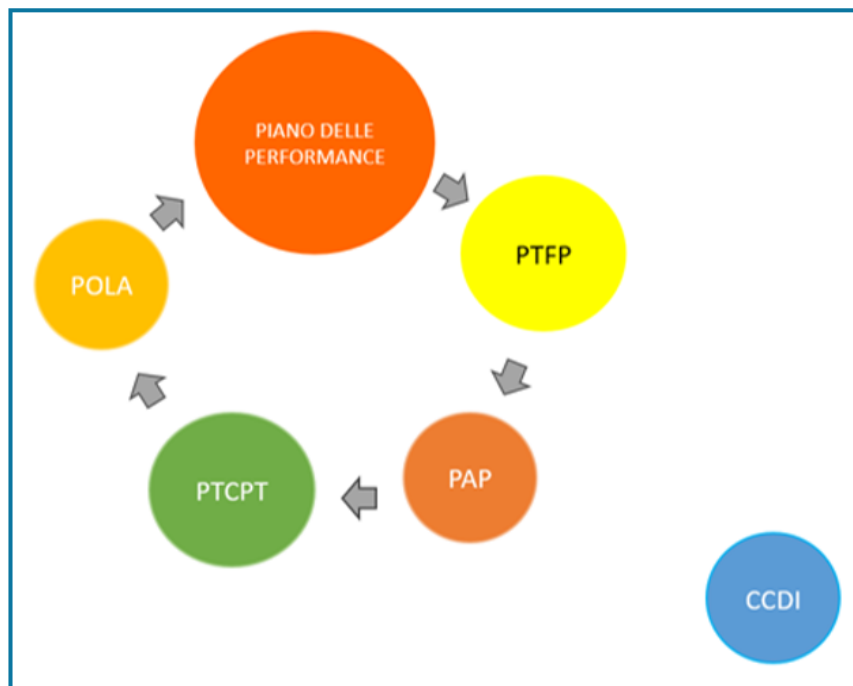 PIANO DELLE
PERFORMANCE
PTFP
POLA
PAP
PTCPT
CCDI